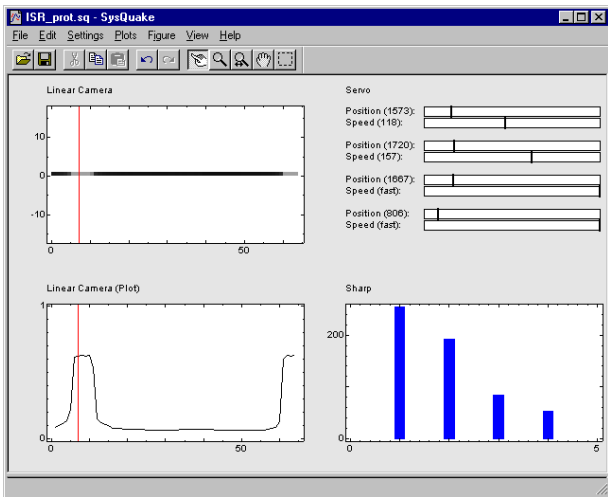 ISR_prot.sq - SysQuake
File Edit Settings Plots Figure View Help
Linear Camera
10
0
-10
0 50
Servo
Position (1573):
Speed (118):
Position (1720):
Speed (157):
Position (1667):
Speed (fast):
Position (806):
Speed (fast):
Linear Camera (Plot)
1
0
0 50
Sharp
200
0
0 5